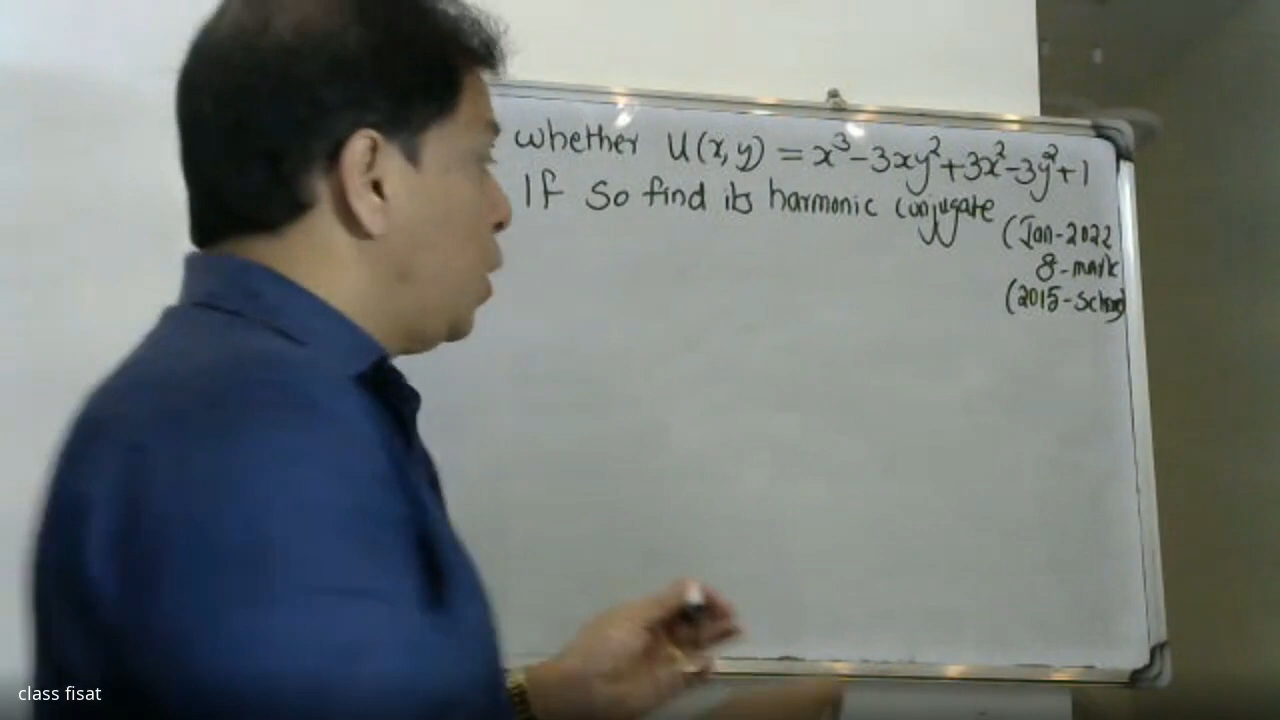 whether u(x,y) = x³-3xy²+3x²-3y²+1
If so find its harmonic conjugate
(Jan-2022
8-mark
(2015-Scheme)
class fisat